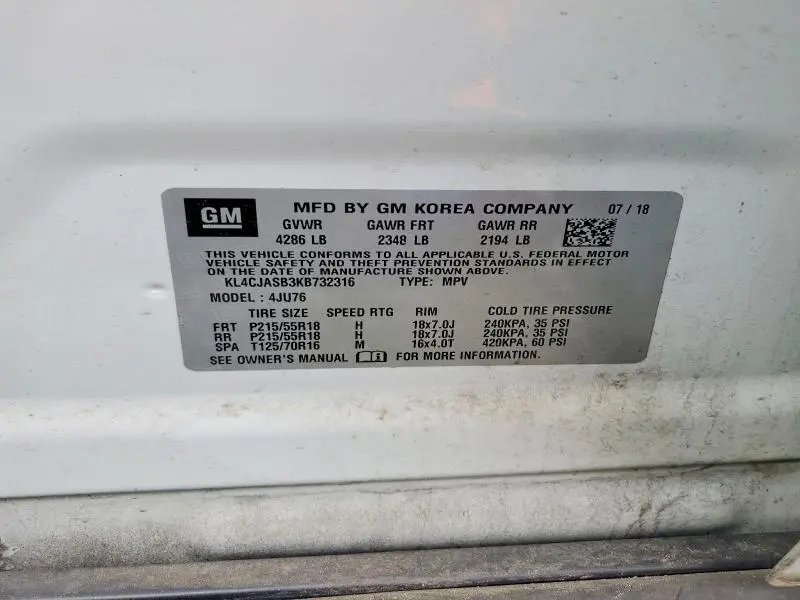 GM MFD BY GM KOREA COMPANY 07 / 18
GVWR GAWR FRT GAWR RR
4286 LB 2348 LB 2194 LB
THIS VEHICLE CONFORMS TO ALL APPLICABLE U.S. FEDERAL MOTOR
VEHICLE SAFETY AND THEFT PREVENTION STANDARDS IN EFFECT
ON THE DATE OF MANUFACTURE SHOWN ABOVE.
KL4CJASB3KB732316 TYPE: MPV
MODEL : 4JU76
TIRE SIZE SPEED RTG RIM COLD TIRE PRESSURE
FRT P215/55R18 H 18x7.0J 240KPA, 35 PSI
RR P215/55R18 H 18x7.0J 240KPA, 35 PSI
SPA T125/70R16 M 16x4.0T 420KPA, 60 PSI
SEE OWNER'S MANUAL FOR MORE INFORMATION.